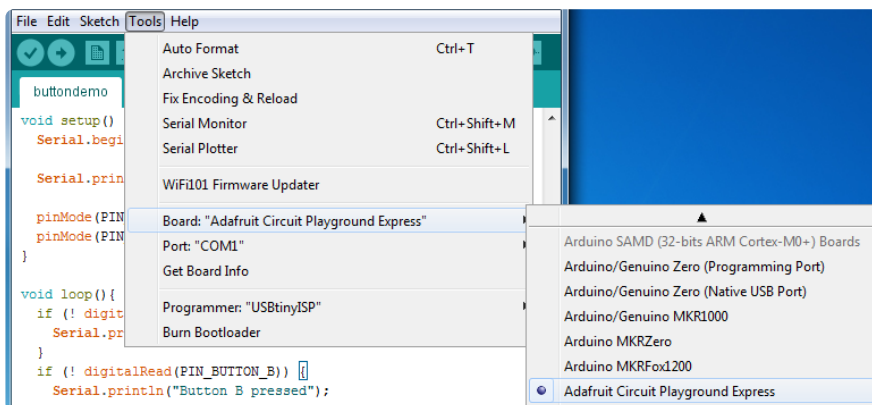 File Edit Sketch Tools Help
Auto Format Ctrl+T
Archive Sketch
Fix Encoding & Reload
Serial Monitor Ctrl+Shift+M
Serial Plotter Ctrl+Shift+L
WiFi101 Firmware Updater
Board: "Adafruit Circuit Playground Express"
Port: "COM1"
Get Board Info
Programmer: "USBtinyISP"
Burn Bootloader
Arduino SAMD (32-bits ARM Cortex-M0+) Boards
Arduino/Genuino Zero (Programming Port)
Arduino/Genuino Zero (Native USB Port)
Arduino/Genuino MKR1000
Arduino MKRZero
Arduino MKRFox1200
Adafruit Circuit Playground Express
buttondemo
void setup()
Serial.begi
Serial.prin
pinMode(PIN
pinMode(PIN
}
void loop(){
if (! digit
Serial.pr
}
if (! digitalRead(PIN_BUTTON_B)) {
Serial.println("Button B pressed");